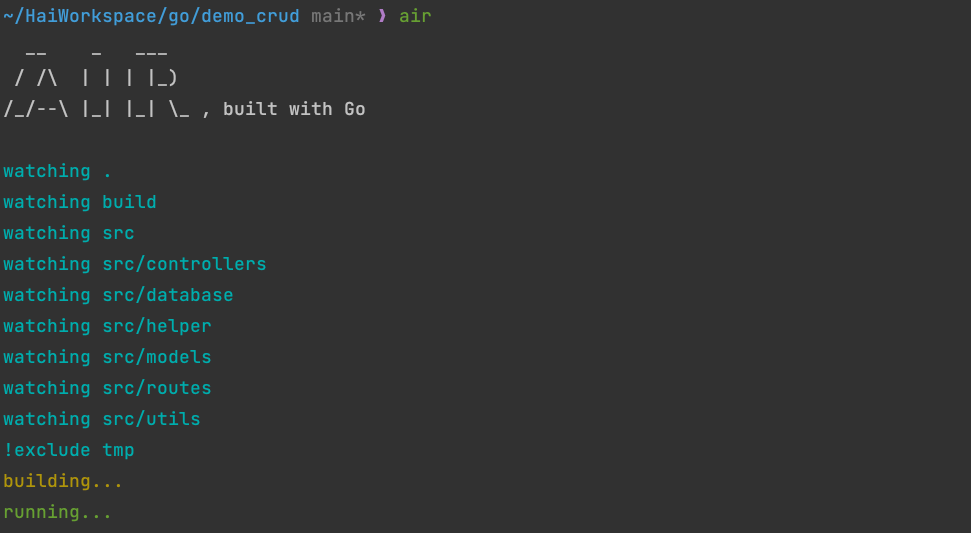 ~/HaiWorkspace/go/demo_crud main* ❯ air
  __    _   ___
 / /\  | | | |_)
/_/--\ |_| |_| \_ , built with Go
watching .
watching build
watching src
watching src/controllers
watching src/database
watching src/helper
watching src/models
watching src/routes
watching src/utils
!exclude tmp
building...
running...